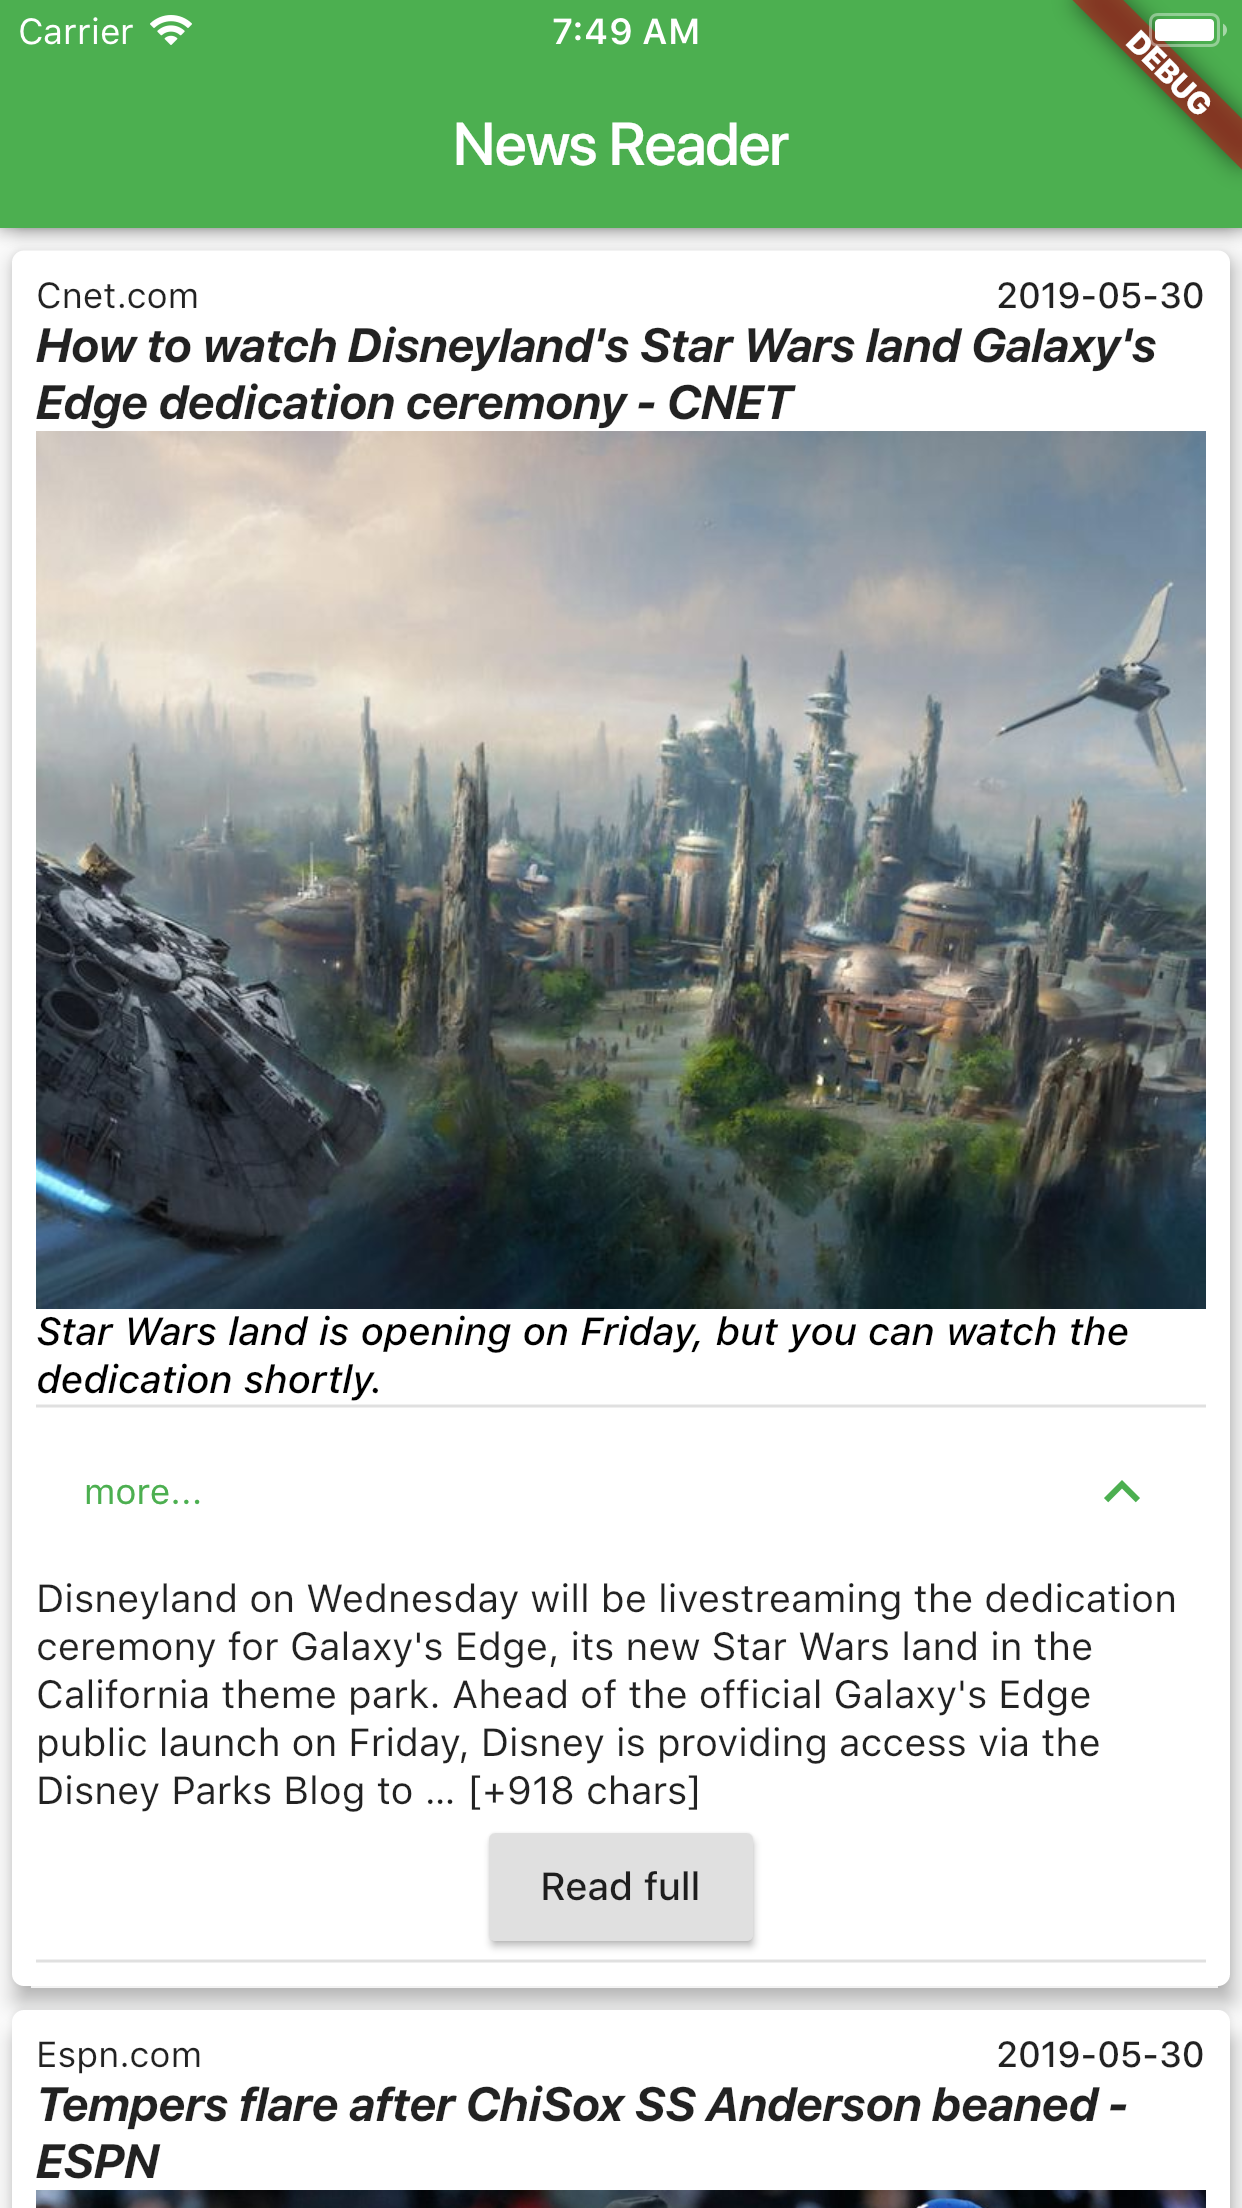 Carrier 7:49 AM
DEBUG
News Reader
Cnet.com 2019-05-30
How to watch Disneyland's Star Wars land Galaxy's
Edge dedication ceremony - CNET
Star Wars land is opening on Friday, but you can watch the
dedication shortly.
more...
Disneyland on Wednesday will be livestreaming the dedication
ceremony for Galaxy's Edge, its new Star Wars land in the
California theme park. Ahead of the official Galaxy's Edge
public launch on Friday, Disney is providing access via the
Disney Parks Blog to … [+918 chars]
Read full
Espn.com 2019-05-30
Tempers flare after ChiSox SS Anderson beaned -
ESPN